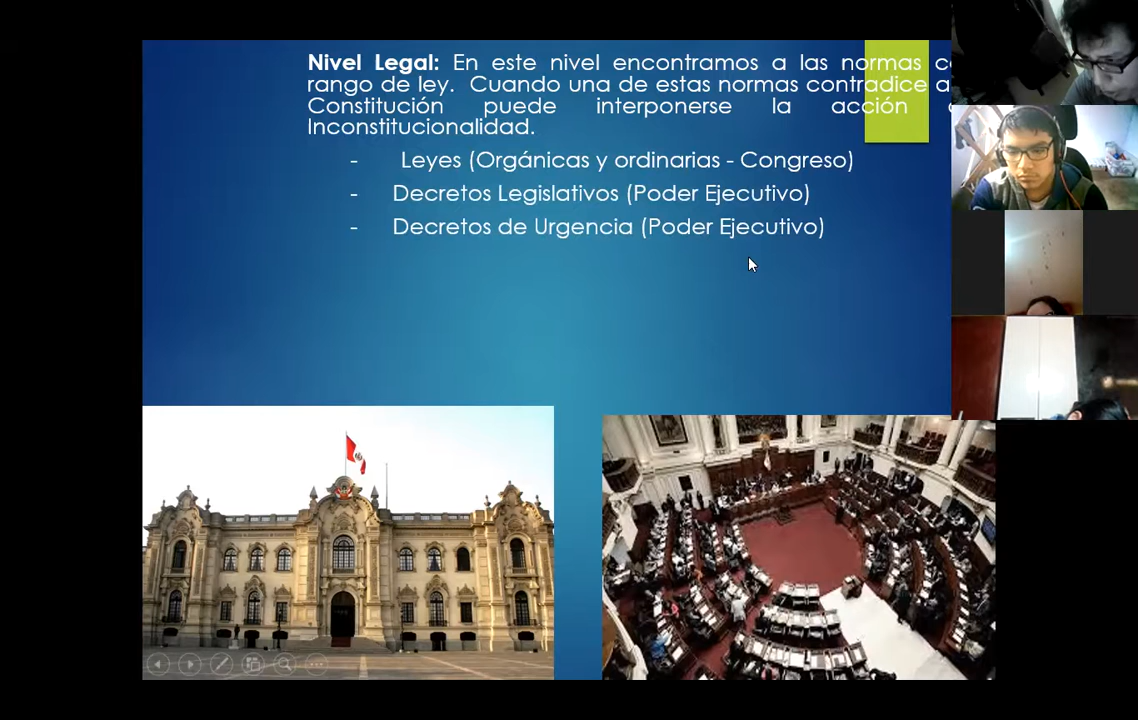 Nivel Legal: En este nivel encontramos a las normas
rango de ley. Cuando una de estas normas contradice a
Constitución puede interponerse la acción
Inconstitucionalidad.
- Leyes (Orgánicas y ordinarias - Congreso)
- Decretos Legislativos (Poder Ejecutivo)
- Decretos de Urgencia (Poder Ejecutivo)